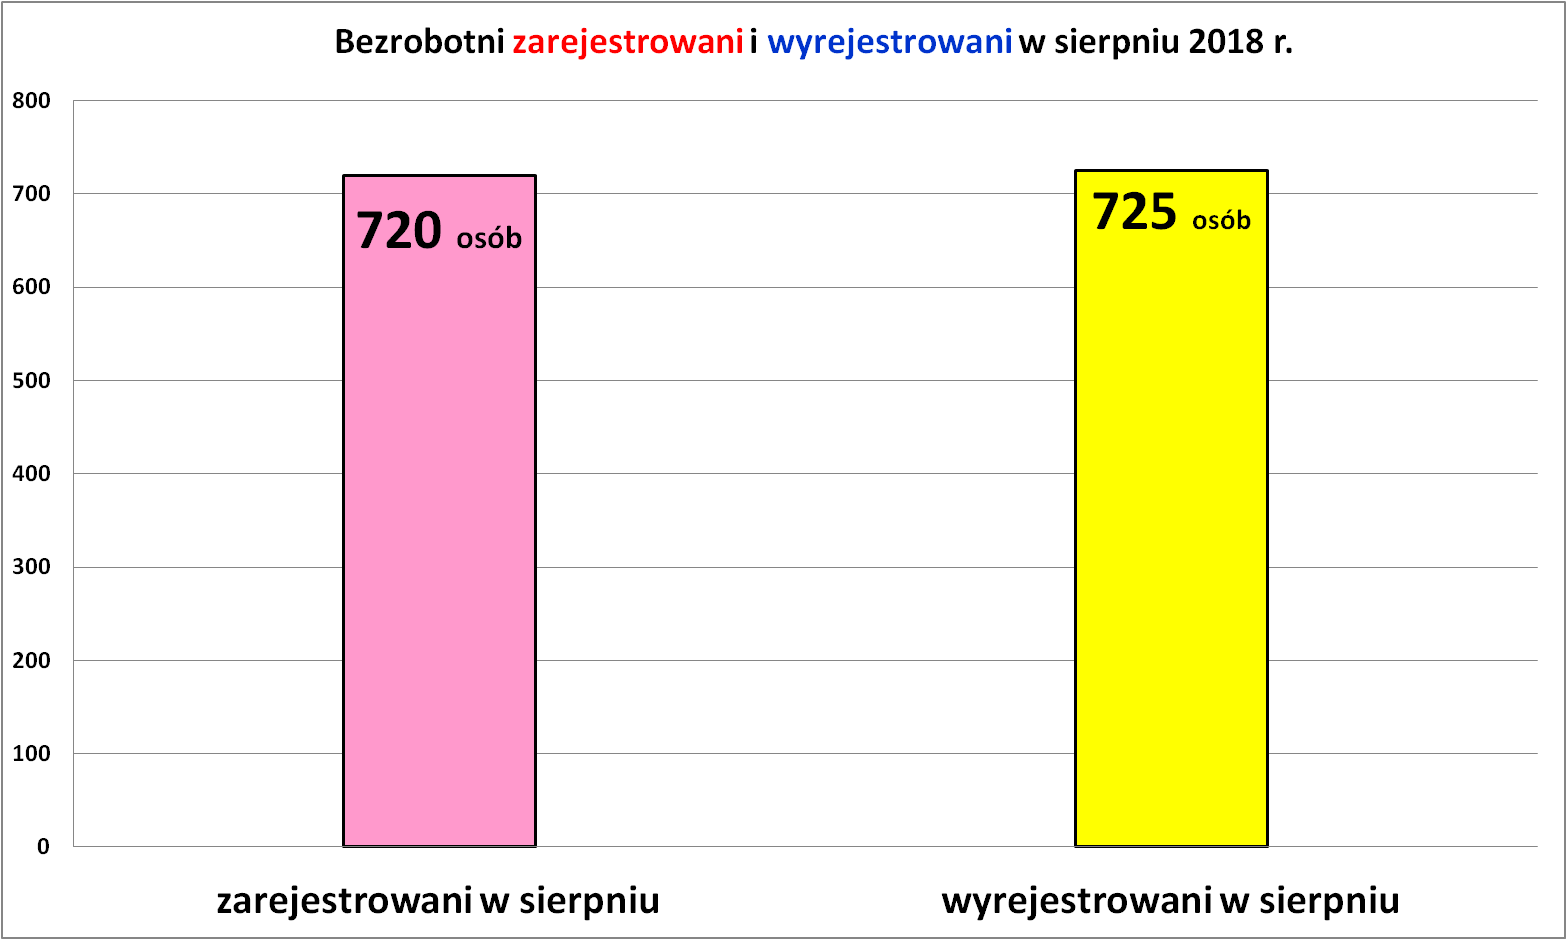 Bezrobotni zarejestrowani i wyrejestrowani w sierpniu 2018 r.
800
700
600
500
400
300
200
100
0
720 osób
725 osób
zarejestrowani w sierpniu
wyrejestrowani w sierpniu